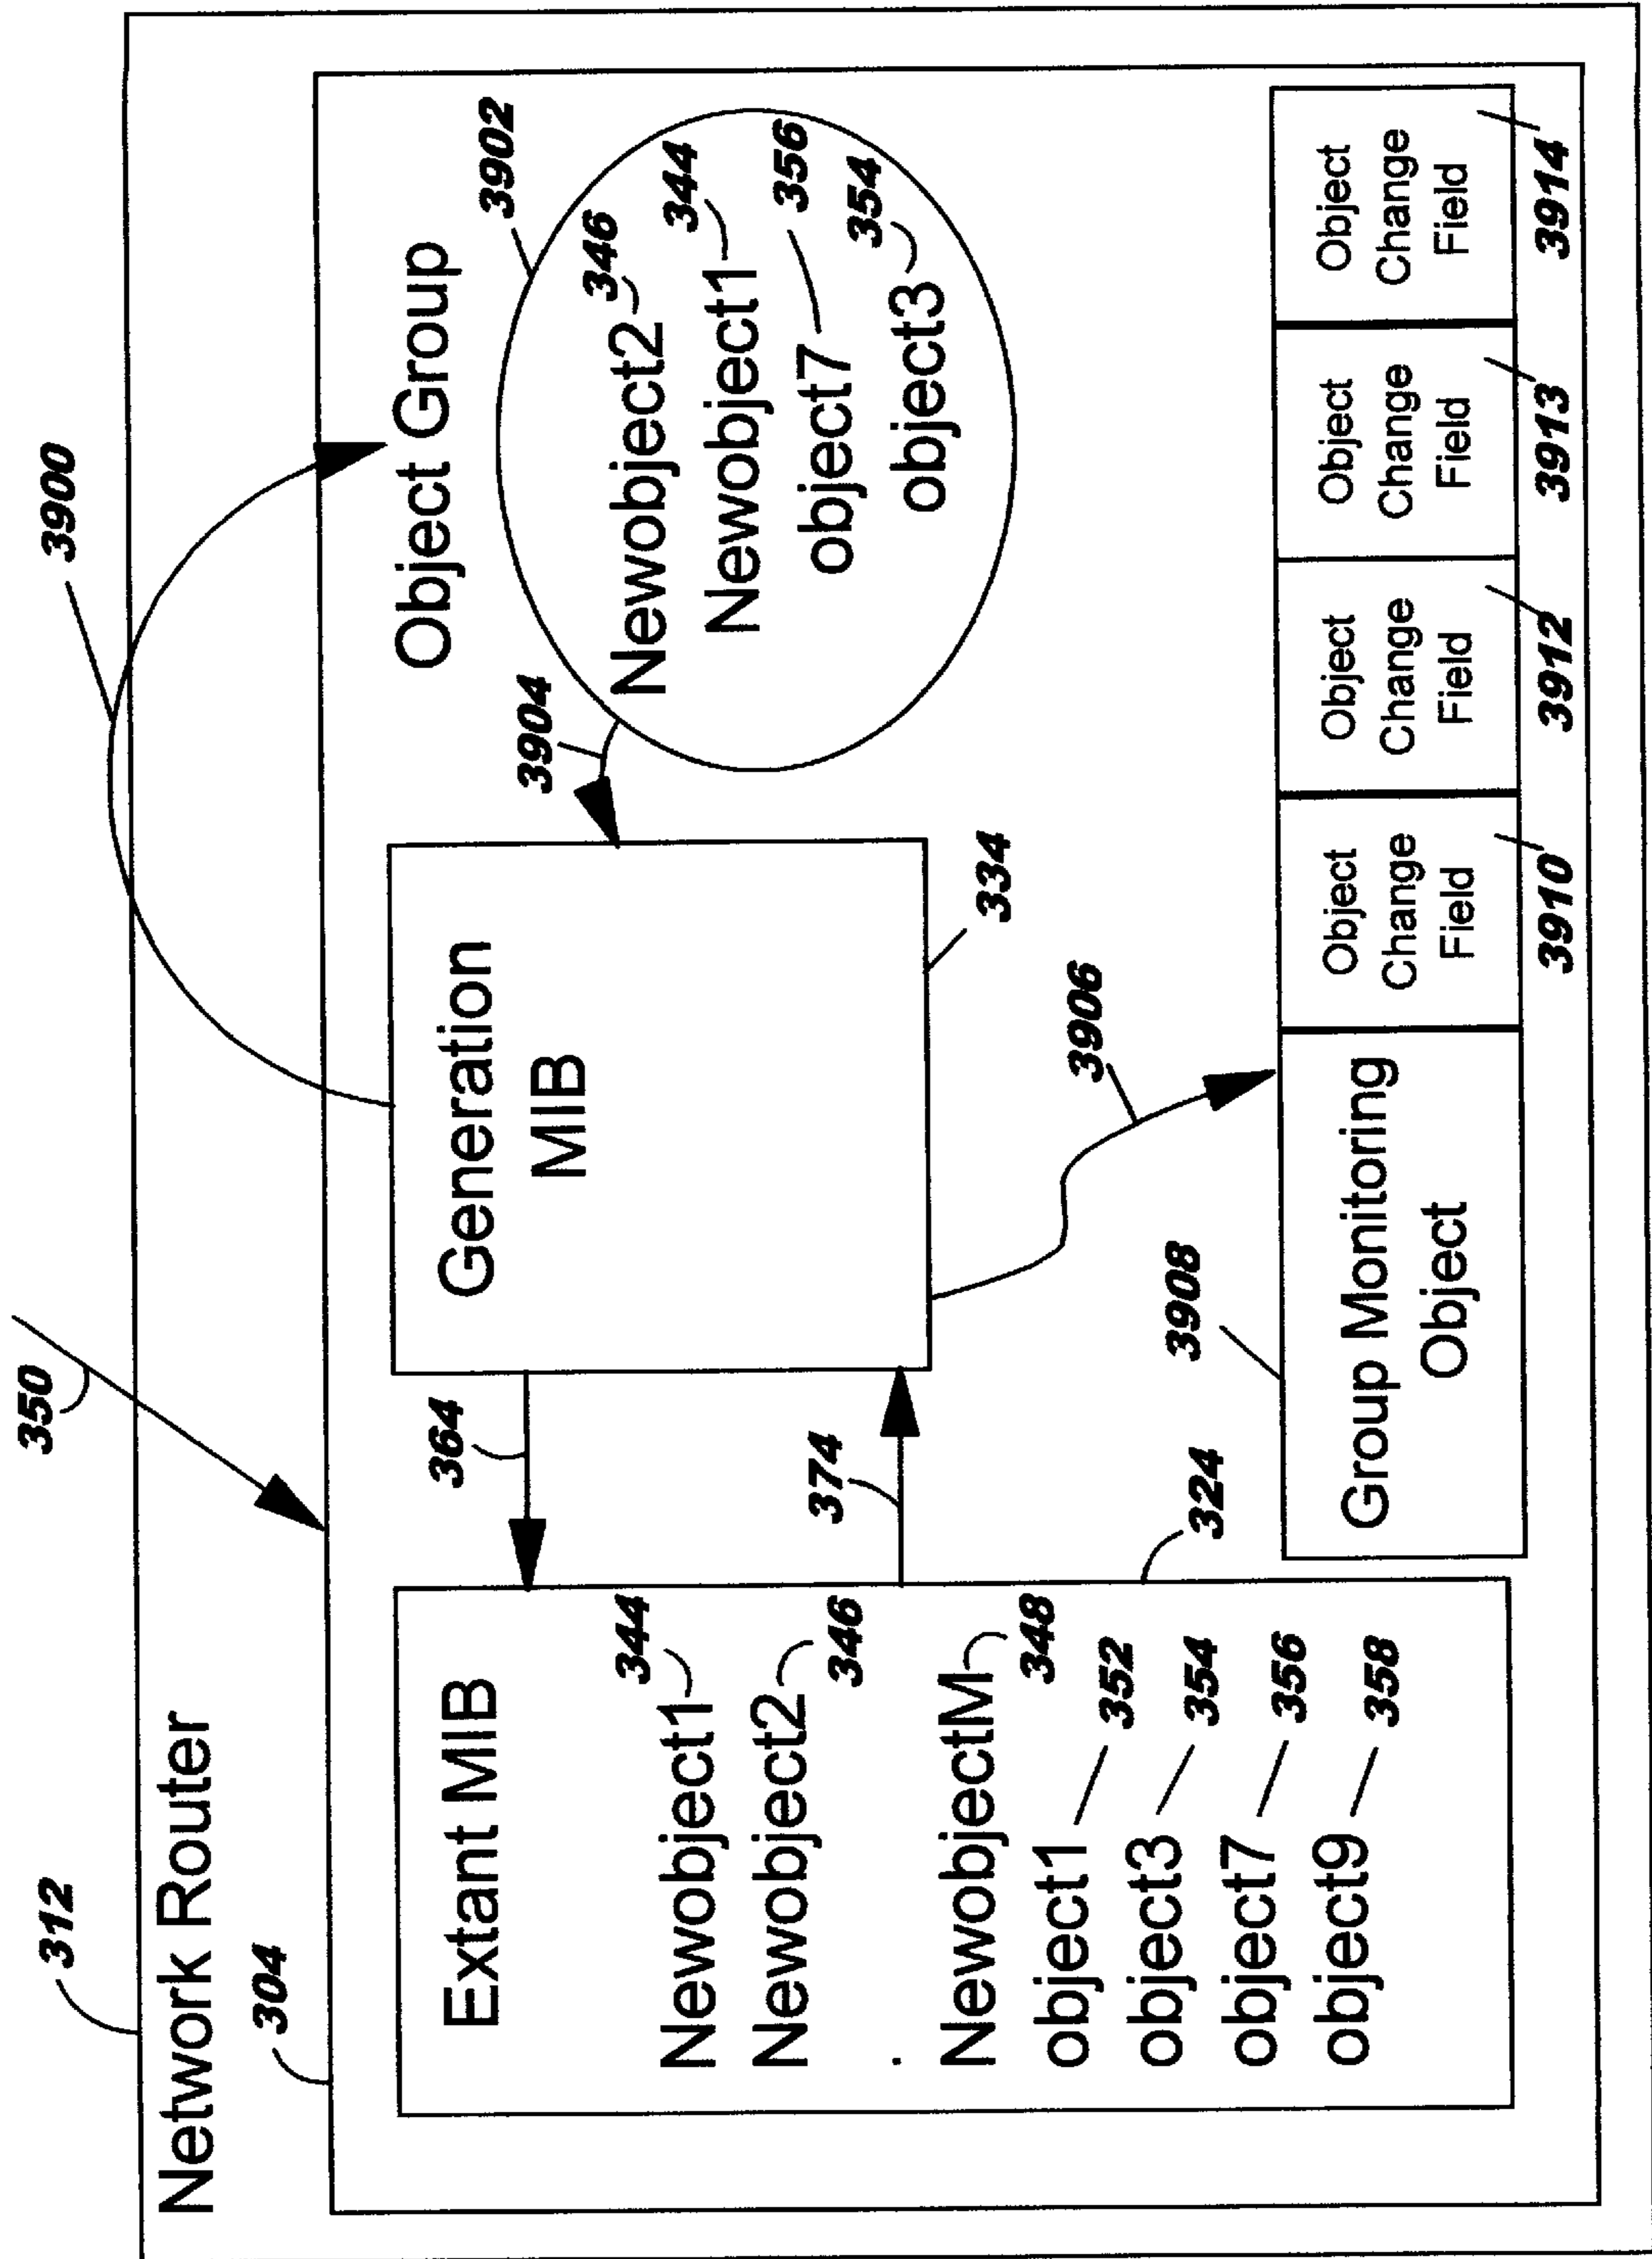 312
Network Router
304
350
3900
Extant MIB
Newobject1 344
Newobject2 346
.
NewobjectM 348
object1 352
object3 354
object7 356
object9 358
324
364
374
Generation
MIB
334
3904
3906
Object Group
3902
Newobject2 346
Newobject1 344
object7 356
object3 354
3908
Group Monitoring
Object
Object
Change
Field
3910
Object
Change
Field
3912
Object
Change
Field
3913
Object
Change
Field
3914